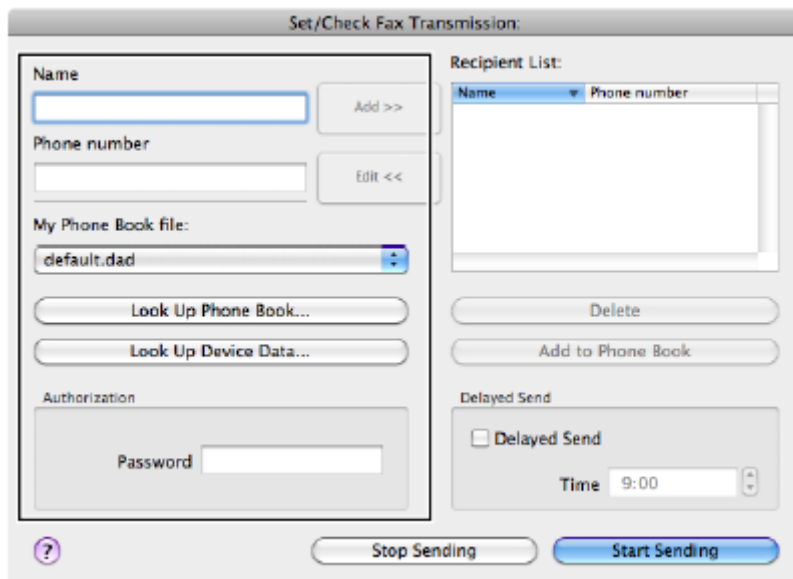 Set/Check Fax Transmission:
Name
Add >>
Phone number
Edit <<
My Phone Book file:
default.dad
Look Up Phone Book...
Look Up Device Data...
Authorization
Password
Recipient List:
Name Phone number
Delete
Add to Phone Book
Delayed Send
Delayed Send
Time 9:00
?
Stop Sending
Start Sending